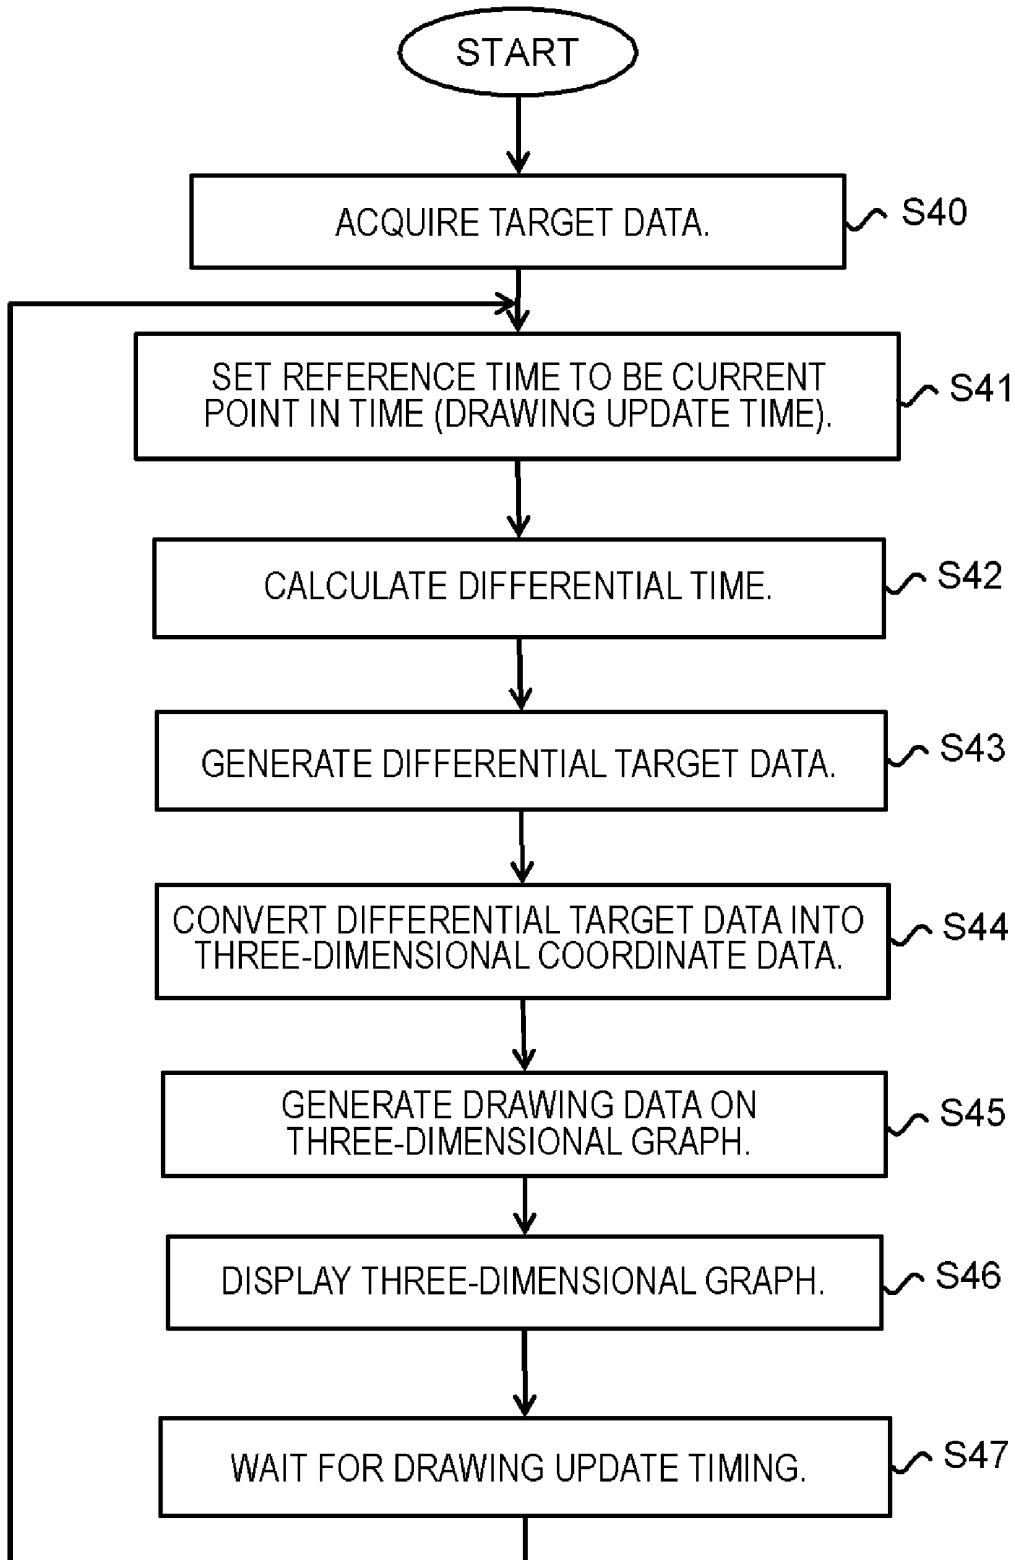 START
ACQUIRE TARGET DATA.
S40
SET REFERENCE TIME TO BE CURRENT
POINT IN TIME (DRAWING UPDATE TIME).
S41
CALCULATE DIFFERENTIAL TIME.
S42
GENERATE DIFFERENTIAL TARGET DATA.
S43
CONVERT DIFFERENTIAL TARGET DATA INTO
THREE-DIMENSIONAL COORDINATE DATA.
S44
GENERATE DRAWING DATA ON
THREE-DIMENSIONAL GRAPH.
S45
DISPLAY THREE-DIMENSIONAL GRAPH.
S46
WAIT FOR DRAWING UPDATE TIMING.
S47